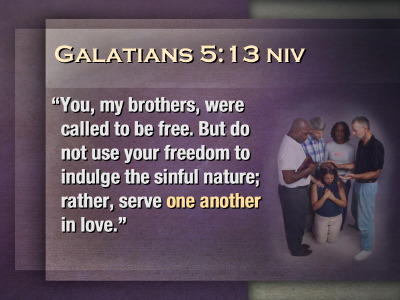 Galatians 5:13 NIV
“You, my brothers, were
called to be free. But do
not use your freedom to
indulge the sinful nature;
rather, serve one another
in love.”